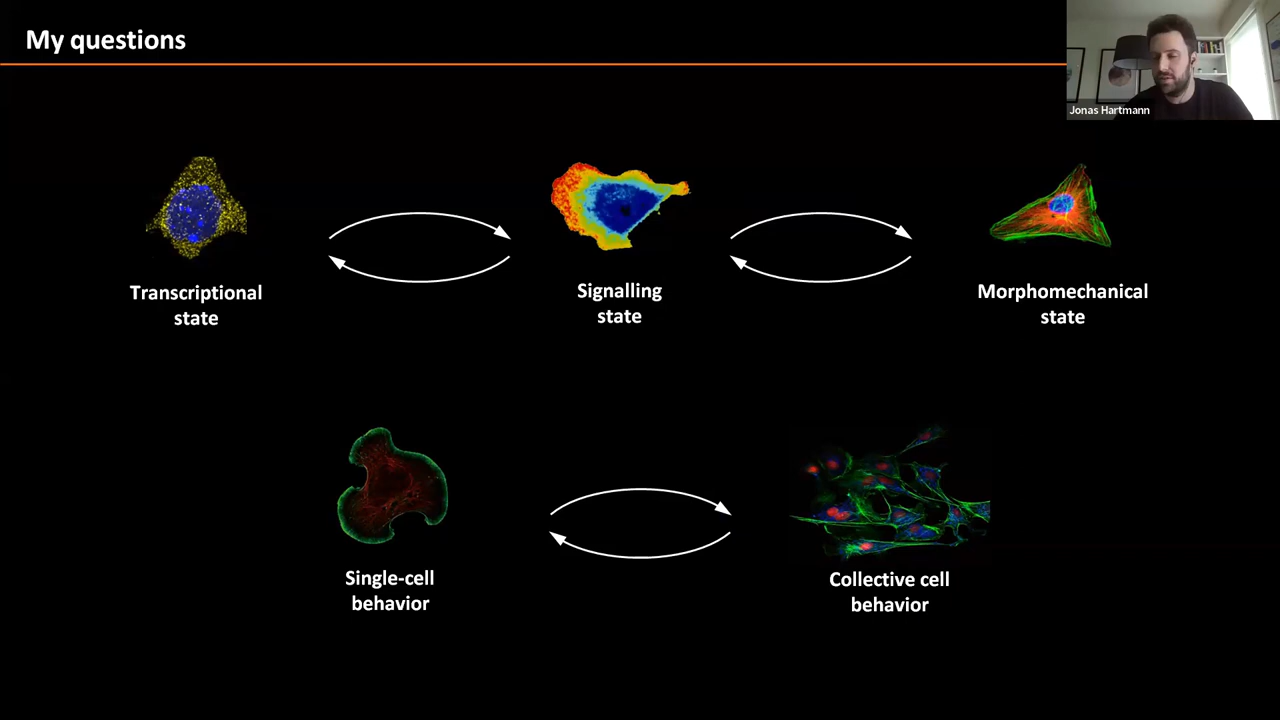 My questions
Jonas Hartmann
Transcriptional
state
Signalling
state
Morphomechanical
state
Single-cell
behavior
Collective cell
behavior